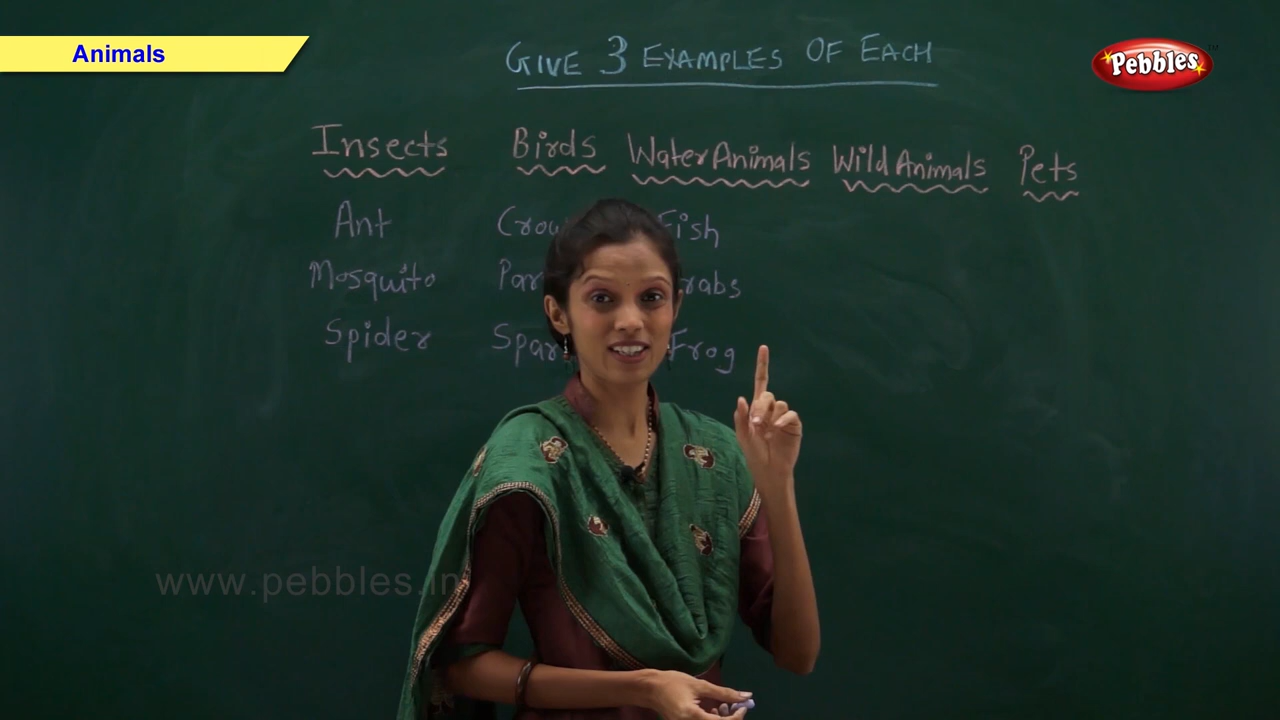 Animals
GIVE 3 EXAMPLES OF EACH
Pebbles
TM
Insects Birds Water Animals Wild Animals Pets
Ant Fish
Mosquito
Spider Frog
www.pebbles.in